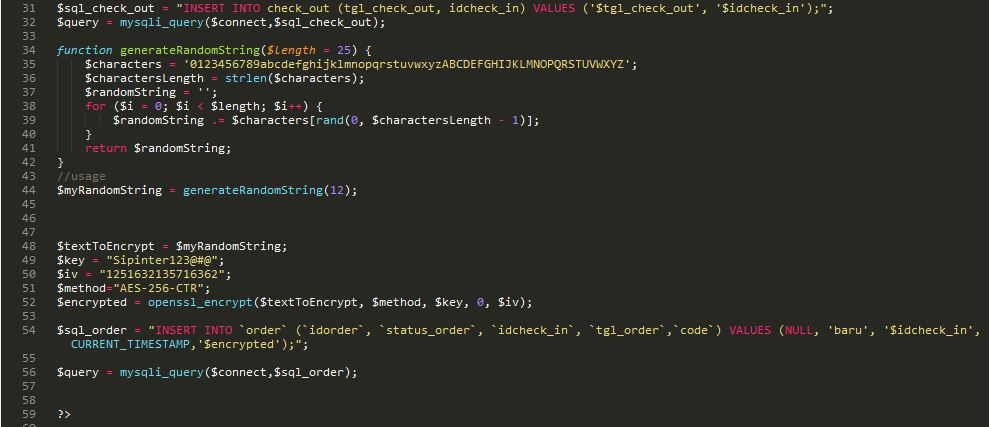 31 $sql_check_out = "INSERT INTO check_out (tgl_check_out, idcheck_in) VALUES ('$tgl_check_out', '$idcheck_in');";
32 $query = mysqli_query($connect,$sql_check_out);
33
34 function generateRandomString($length = 25) {
35     $characters = '0123456789abcdefghijklmnopqrstuvwxyzABCDEFGHIJKLMNOPQRSTUVWXYZ';
36     $charactersLength = strlen($characters);
37     $randomString = '';
38     for ($i = 0; $i < $length; $i++) {
39         $randomString .= $characters[rand(0, $charactersLength - 1)];
40     }
41     return $randomString;
42 }
43 //usage
44 $myRandomString = generateRandomString(12);
45
46
47
48 $textToEncrypt = $myRandomString;
49 $key = "Sipinter123@#@";
50 $iv = "1251632135716362";
51 $method="AES-256-CTR";
52 $encrypted = openssl_encrypt($textToEncrypt, $method, $key, 0, $iv);
53
54 $sql_order = "INSERT INTO `order` (`idorder`, `status_order`, `idcheck_in`, `tgl_order`,`code`) VALUES (NULL, 'baru', '$idcheck_in',
CURRENT_TIMESTAMP,'$encrypted');";
55
56 $query = mysqli_query($connect,$sql_order);
57
58
59 ?>